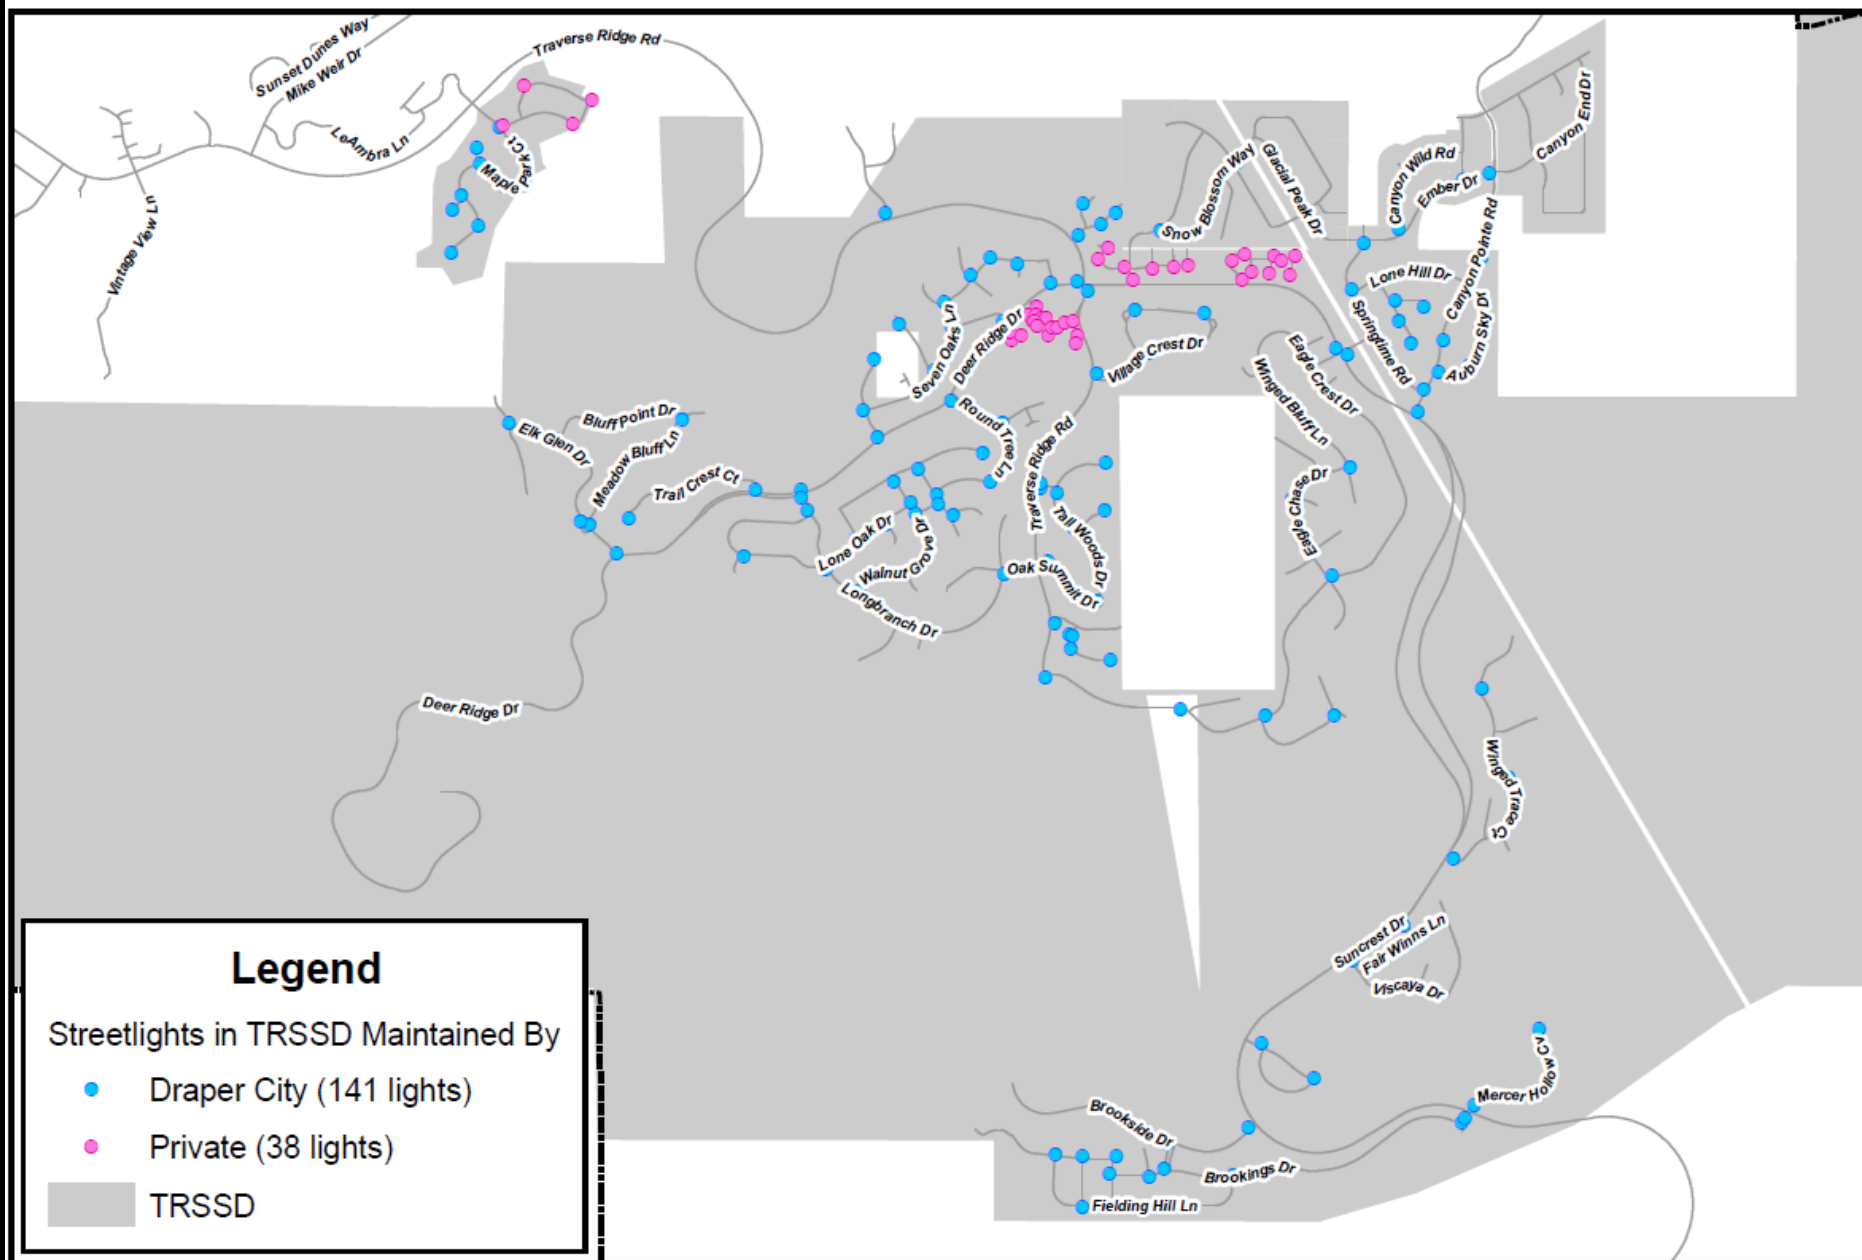 Sunset Dunes Way
Mike Weir Dr
Traverse Ridge Rd
LeAmbra Ln
Maple Park Ct
Vintage View Ln
Canyon End Dr
Canyon Wild Rd
Ember Dr
Snow Blossom Way
Glacial Peak Dr
Canyon Pointe Rd
Lone Hill Dr
Springtime Rd
Auburn Sky Dr
Seven Oaks Ln
Deer Ridge Dr
Village Crest Dr
Eagle Crest Dr
Winged Bluff Ln
Round Tree Ln
Traverse Ridge Rd
Bluff Point Dr
Elk Glen Dr
Meadow Bluff Ln
Trail Crest Ct
Eagle Chase Dr
Tall Woods Dr
Lone Oak Dr
Walnut Grove Dr
Oak Summit Dr
Longbranch Dr
Deer Ridge Dr
Winged Trace Ct
Suncrest Dr
Fair Winns Ln
Viscaya Dr
Mercer Hollow Cv
Brookside Dr
Brookings Dr
Fielding Hill Ln
Legend
Streetlights in TRSSD Maintained By
Draper City (141 lights)
Private (38 lights)
TRSSD